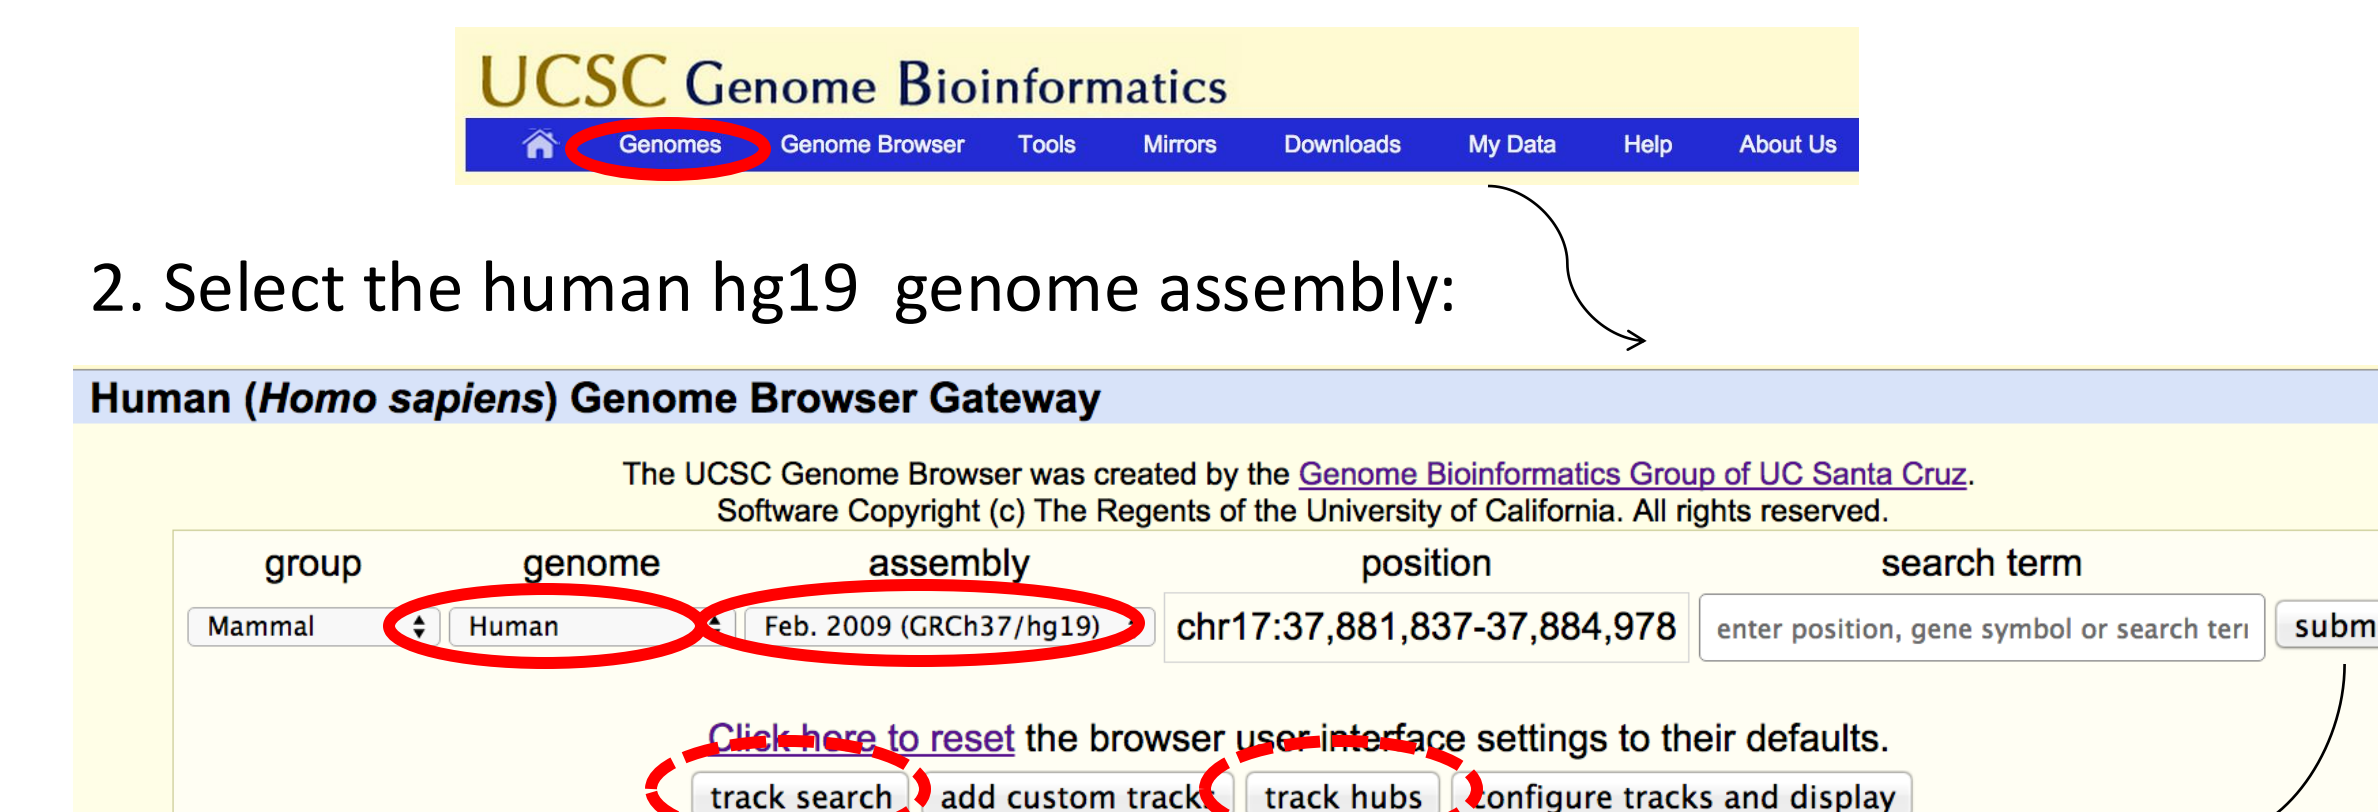 UCSC Genome Bioinformatics
Genomes Genome Browser Tools Mirrors Downloads My Data Help About Us
2. Select the human hg19 genome assembly:
Human (Homo sapiens) Genome Browser Gateway
The UCSC Genome Browser was created by the Genome Bioinformatics Group of UC Santa Cruz.
Software Copyright (c) The Regents of the University of California. All rights reserved.
group genome assembly position search term
Mammal Human Feb. 2009 (GRCh37/hg19) chr17:37,881,837-37,884,978 enter position, gene symbol or search ter subm
Click here to reset the browser user interface settings to their defaults.
track search add custom tracks track hubs configure tracks and display